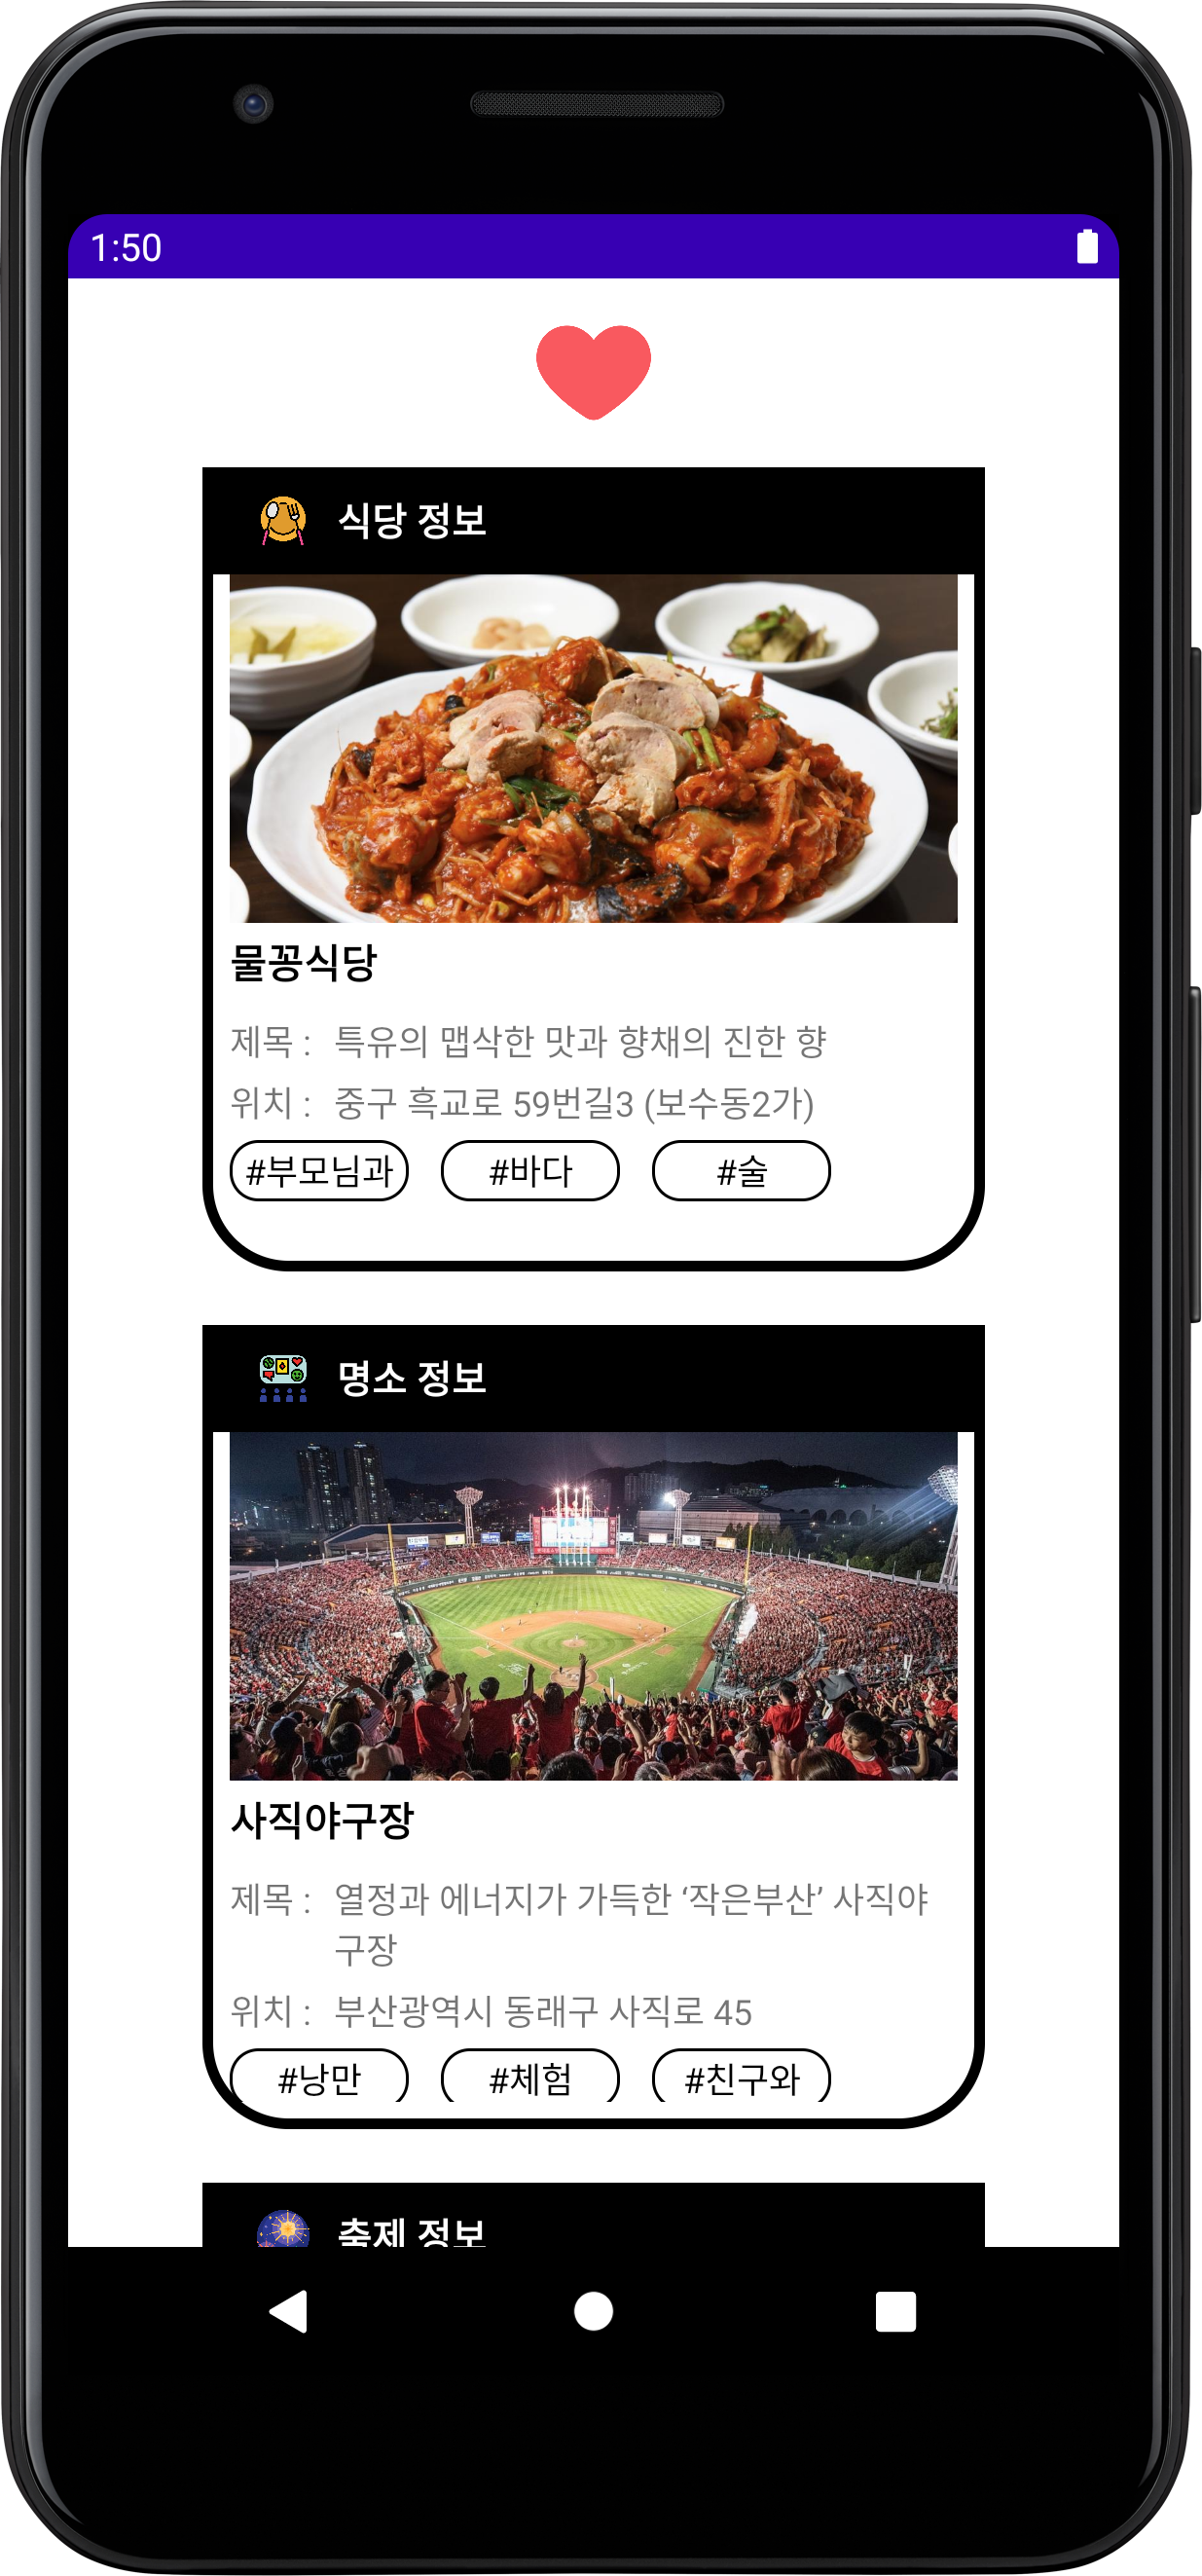 1:50
식당 정보
물꽁식당
제목 : 특유의 맵삭한 맛과 향채의 진한 향
위치 : 중구 흑교로 59번길3 (보수동2가)
#부모님과 #바다 #술
명소 정보
사직야구장
제목 : 열정과 에너지가 가득한 ‘작은부산’ 사직야
구장
위치 : 부산광역시 동래구 사직로 45
#낭만 #체험 #친구와
축제 정보